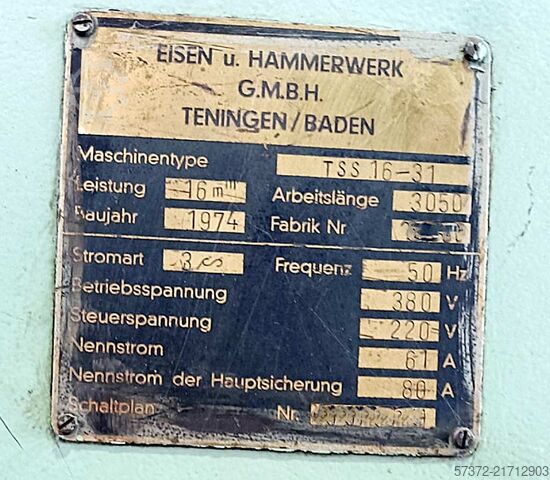 EISEN u. HAMMERWERK
G.M.B.H.
TENINGEN/BADEN
Maschinentype TSS 16-31
Leistung 16 mm Arbeitslänge 3050
Baujahr 1974 Fabrik Nr
Stromart 3 Frequenz 50 Hz
Betriebsspannung 380 V
Steuerspannung 220 V
Nennstrom 61 A
Nennstrom der Hauptsicherung 80 A
Schaltplan Nr.
57372-21712903